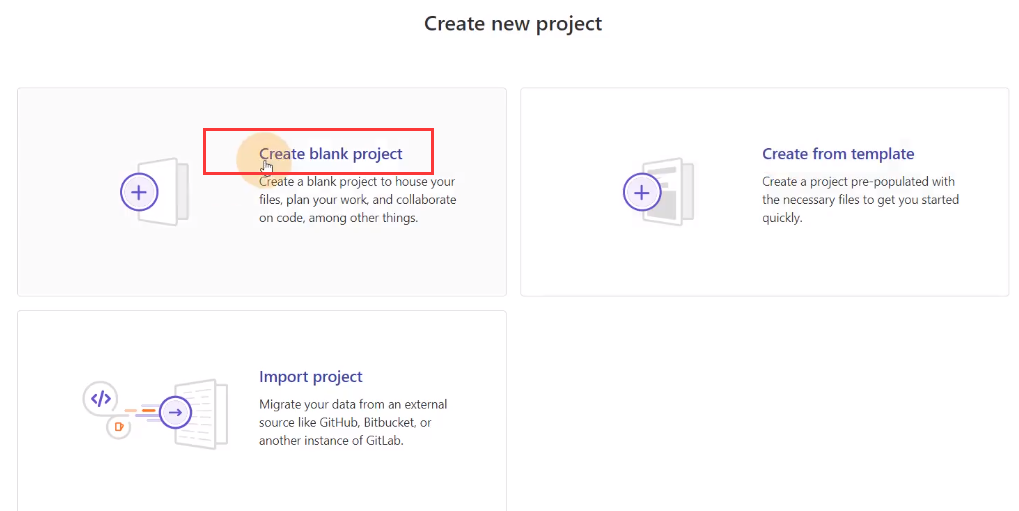 Create new project
Create blank project
Create a blank project to house your
files, plan your work, and collaborate
on code, among other things.
Create from template
Create a project pre-populated with
the necessary files to get you started
quickly.
Import project
Migrate your data from an external
source like GitHub, Bitbucket, or
another instance of GitLab.